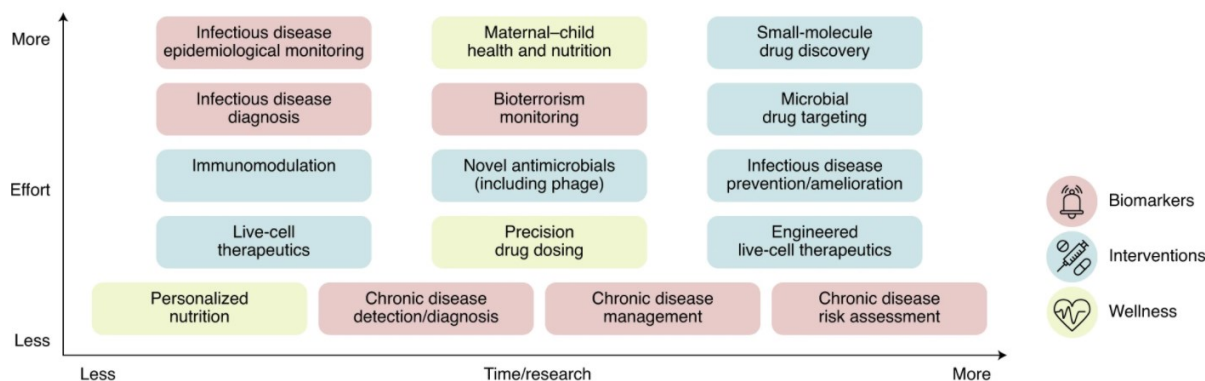 More
Infectious disease
epidemiological monitoring
Maternal–child
health and nutrition
Small-molecule
drug discovery
Infectious disease
diagnosis
Bioterrorism
monitoring
Microbial
drug targeting
Effort
Immunomodulation
Novel antimicrobials
(including phage)
Infectious disease
prevention/amelioration
Live-cell
therapeutics
Precision
drug dosing
Engineered
live-cell therapeutics
Personalized
nutrition
Chronic disease
detection/diagnosis
Chronic disease
management
Chronic disease
risk assessment
Less
Less
Time/research
More
Biomarkers
Interventions
Wellness